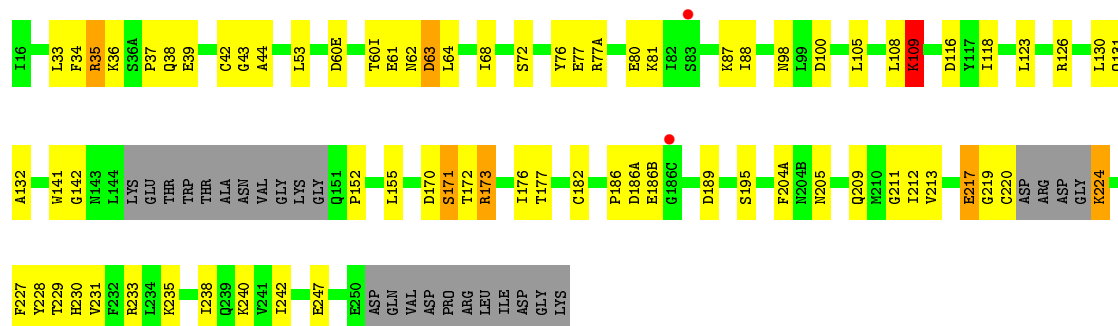 I16 L33 F34 R35 K36 S36A P37 Q38 E39 C42 G43 A44 L53 D60E T60I E61 N62 D63 L64 I68 S72 Y76 E77 R77A E80 K81 I82 S83 K87 I88 N98 L99 D100 L105 L108 K109 D116 Y117 I118 L123 R126 L130 Q131
A132 W141 G142 N143 L144 LYS GLU THR TRP THR ALA ASN VAL GLY LYS GLY Q151 P152 L155 D170 S171 T172 R173 I176 T177 C182 P186 D186A E186B G186C D189 S195 F204A N204B N205 Q209 M210 G211 I212 V213 E217 G219 C220 ASP ARG ASP GLY K224
F227 Y228 T229 H230 V231 F232 R233 L234 K235 I238 Q239 K240 V241 I242 E247 E250 ASP GLN VAL ASP PRO ARG LEU ILE ASP GLY LYS